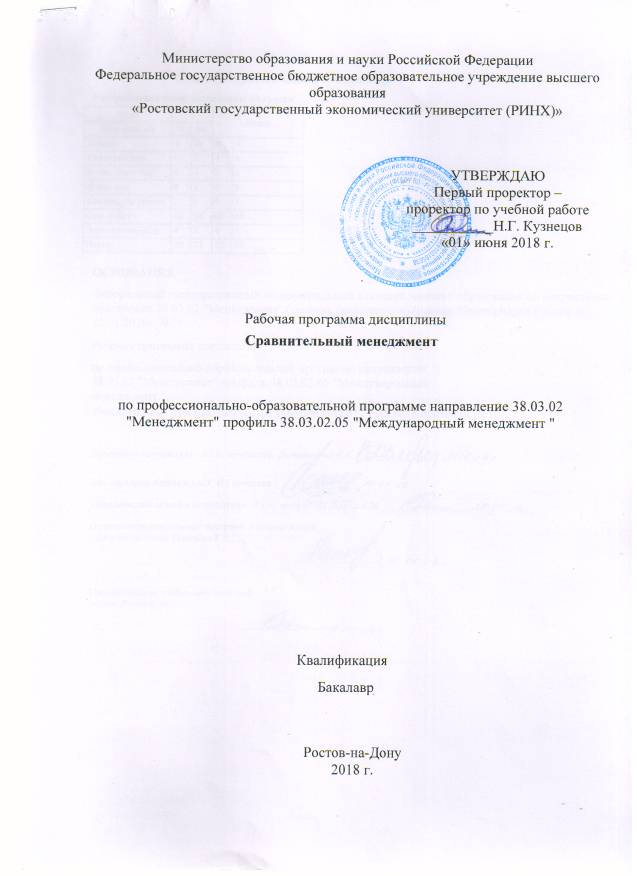 Министерство образования и науки Российской Федерации
Федеральное государственное бюджетное образовательное учреждение высшего
образования
«Ростовский государственный экономический университет (РИНХ)»
УТВЕРЖДАЮ
Первый проректор –
проректор по учебной работе
Н.Г. Кузнецов
«01» июня 2018 г.
Рабочая программа дисциплины
Сравнительный менеджмент
по профессионально-образовательной программе направление 38.03.02
"Менеджмент" профиль 38.03.02.05 "Международный менеджмент "
Квалификация
Бакалавр
Ростов-на-Дону
2018 г.